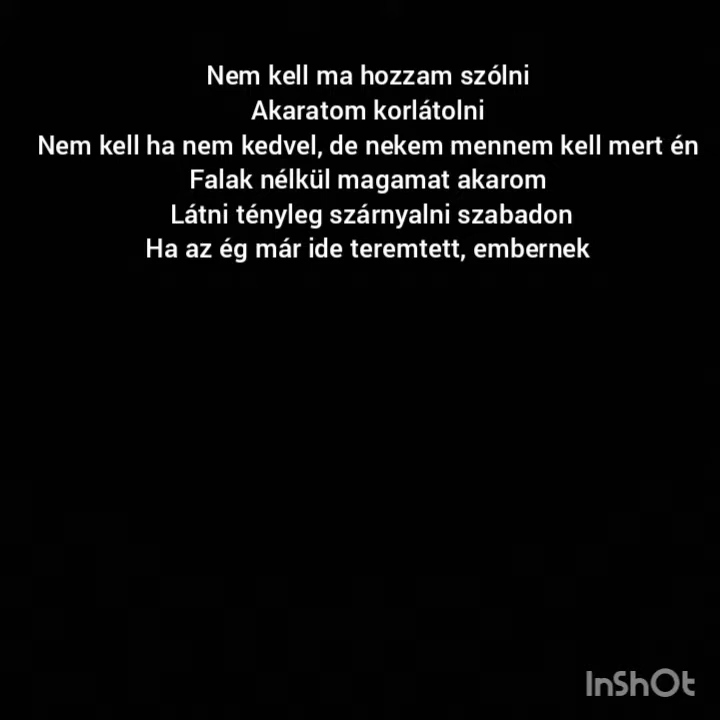 Nem kell ma hozzam szólni
Akaratom korlátolni
Nem kell ha nem kedvel, de nekem mennem kell mert én
Falak nélkül magamat akarom
Látni tényleg szárnyalni szabadon
Ha az ég már ide teremtett, embernek
InShOt